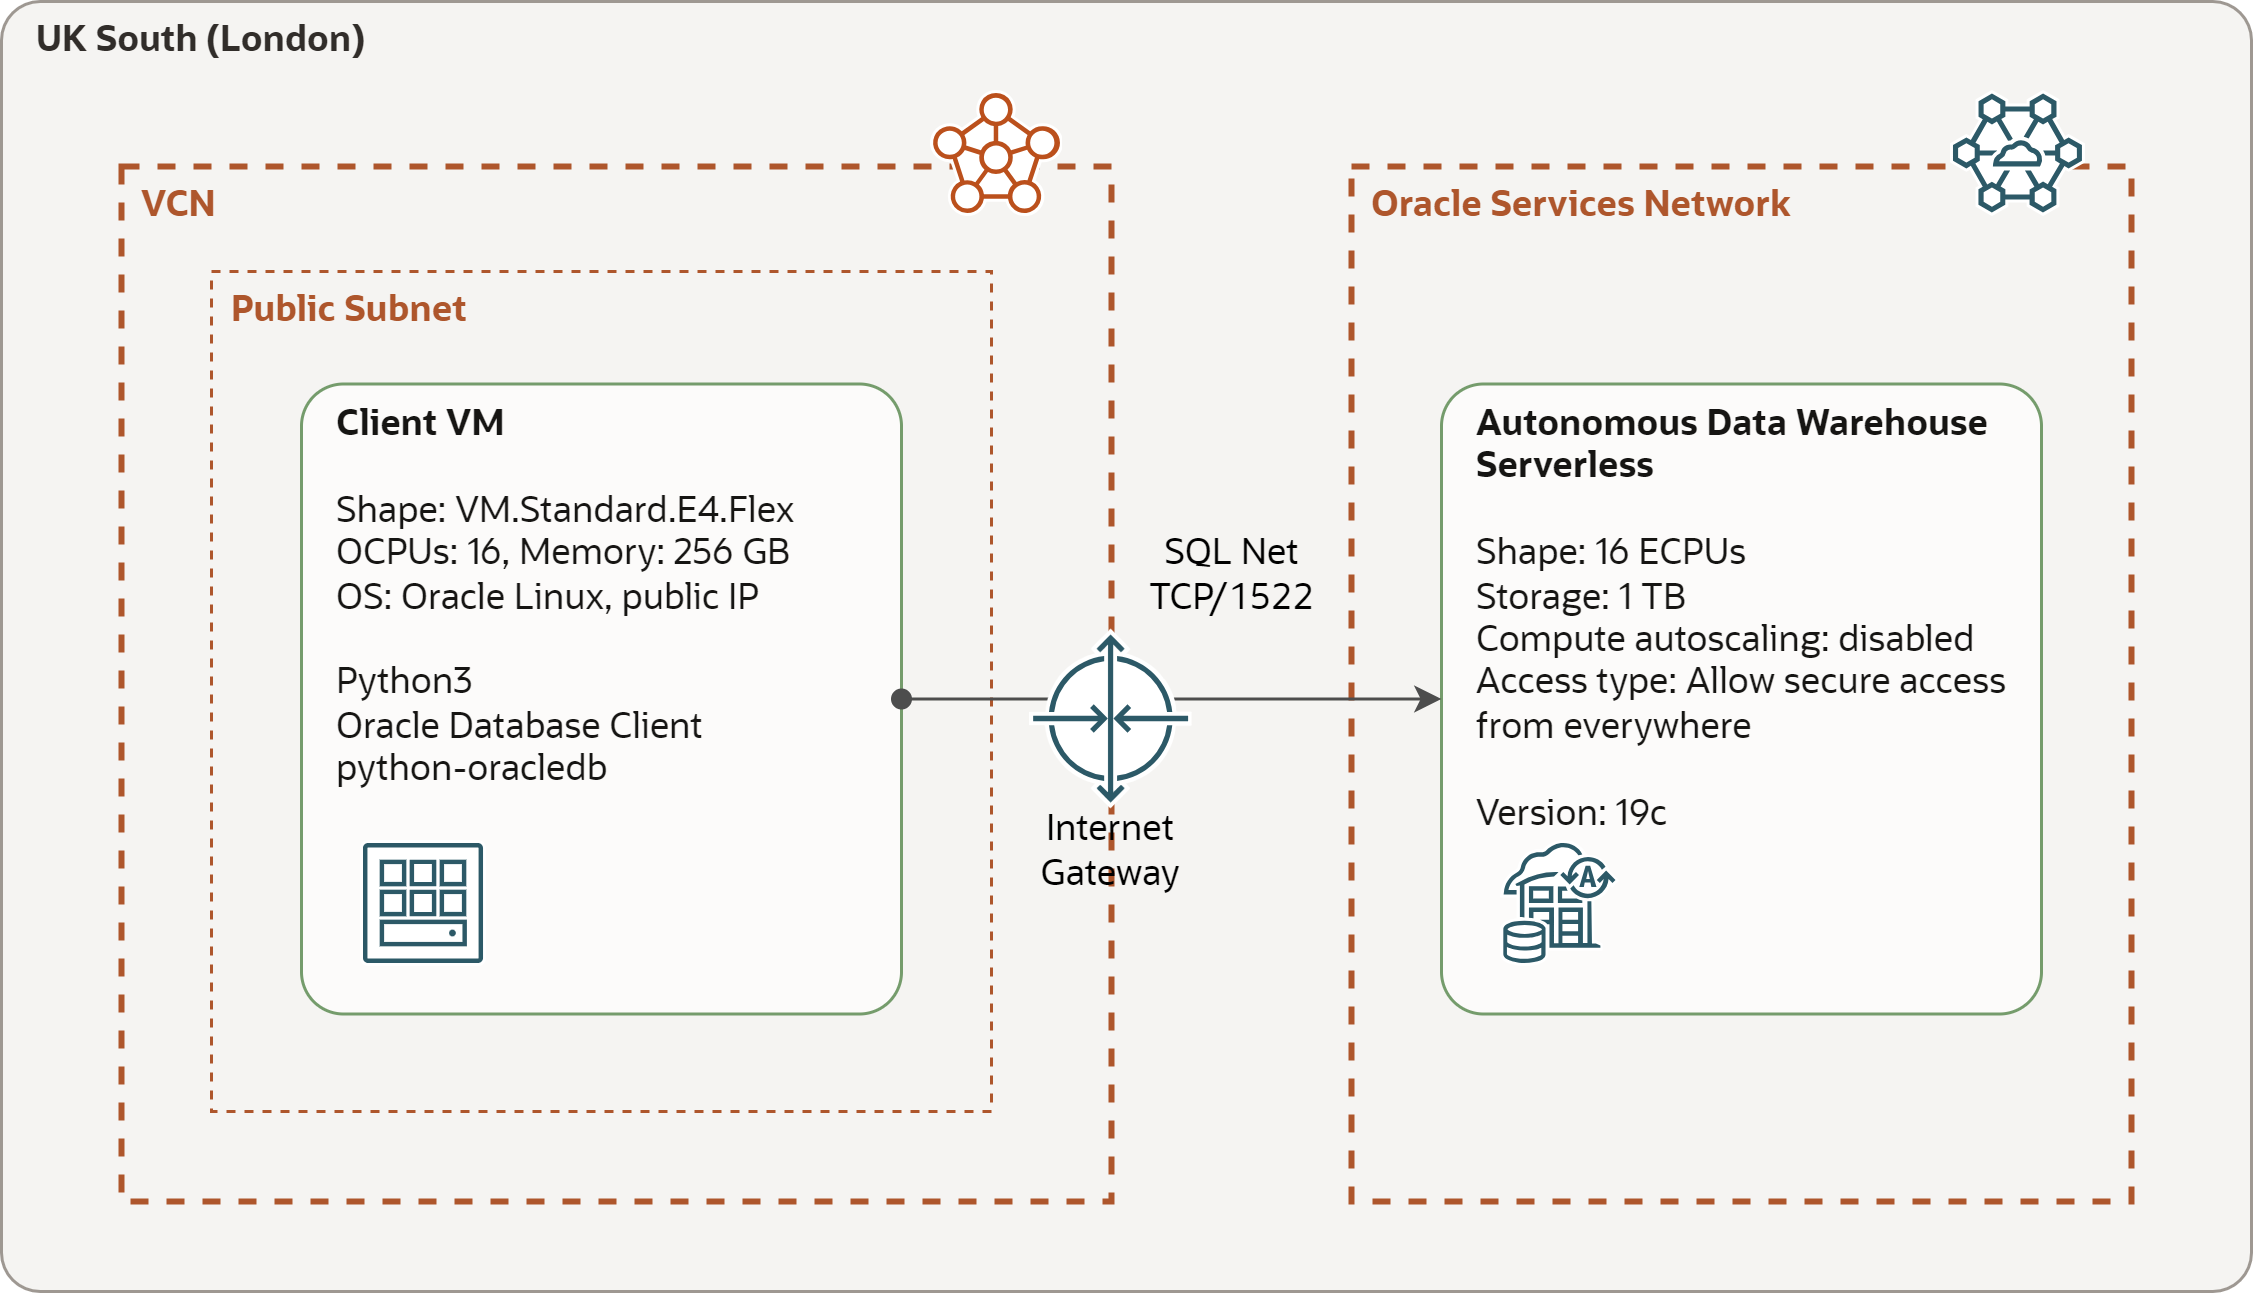 UK South (London)
VCN
Oracle Services Network
Public Subnet
Client VM
Shape: VM.Standard.E4.Flex
OCPUs: 16, Memory: 256 GB
OS: Oracle Linux, public IP
Python3
Oracle Database Client
python-oracledb
SQL Net
TCP/1522
Internet
Gateway
Autonomous Data Warehouse
Serverless
Shape: 16 ECPUs
Storage: 1 TB
Compute autoscaling: disabled
Access type: Allow secure access
from everywhere
Version: 19c
A